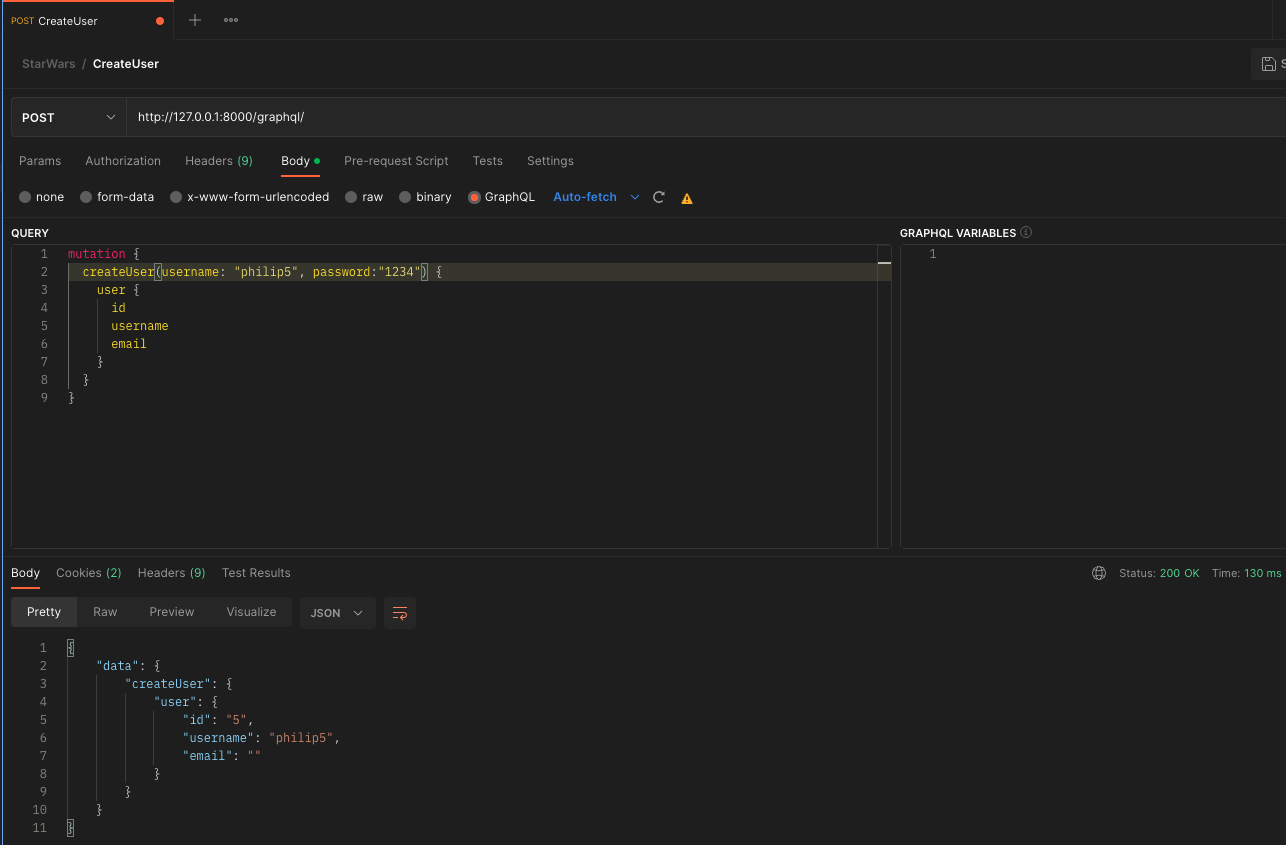 POST CreateUser
StarWars / CreateUser
POST http://127.0.0.1:8000/graphql/
Params Authorization Headers (9) Body Pre-request Script Tests Settings
none form-data x-www-form-urlencoded raw binary GraphQL Auto-fetch
QUERY GRAPHQL VARIABLES
1 mutation { 1
2 createUser(username: "philip5", password:"1234") {
3 user {
4 id
5 username
6 email
7 }
8 }
9 }
Body Cookies (2) Headers (9) Test Results Status: 200 OK Time: 130 ms
Pretty Raw Preview Visualize JSON
1 {
2 "data": {
3 "createUser": {
4 "user": {
5 "id": "5",
6 "username": "philip5",
7 "email": ""
8 }
9 }
10 }
11 }